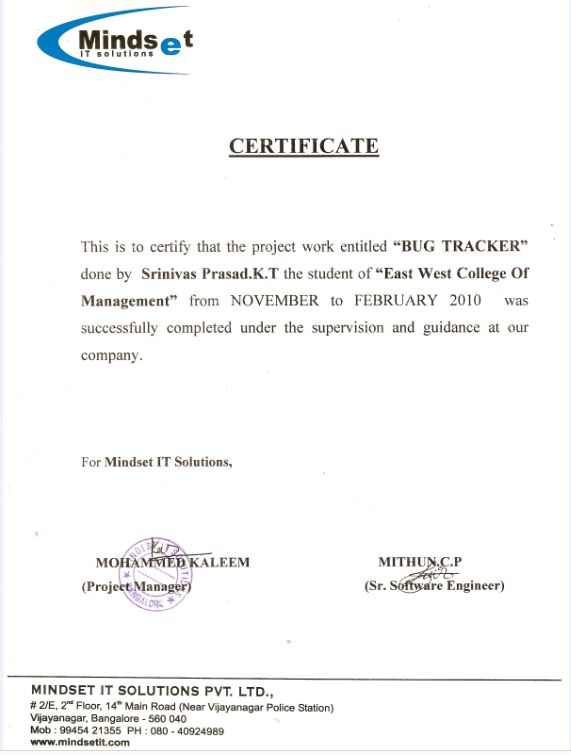 Mindset
IT solutions
CERTIFICATE
This is to certify that the project work entitled “BUG TRACKER”
done by Srinivas Prasad.K.T the student of “East West College Of
Management” from NOVEMBER to FEBRUARY 2010 was
successfully completed under the supervision and guidance at our
company.
For Mindset IT Solutions,
MOHAMMED KALEEM
(Project Manager)
MITHUN.C.P
(Sr. Software Engineer)
MINDSET IT SOLUTIONS
BANGALORE
MINDSET IT SOLUTIONS PVT. LTD.,
# 2/E, 2nd Floor, 14th Main Road (Near Vijayanagar Police Station)
Vijayanagar, Bangalore - 560 040
Mob : 99454 21355 PH : 080 - 40924989
www.mindsetit.com